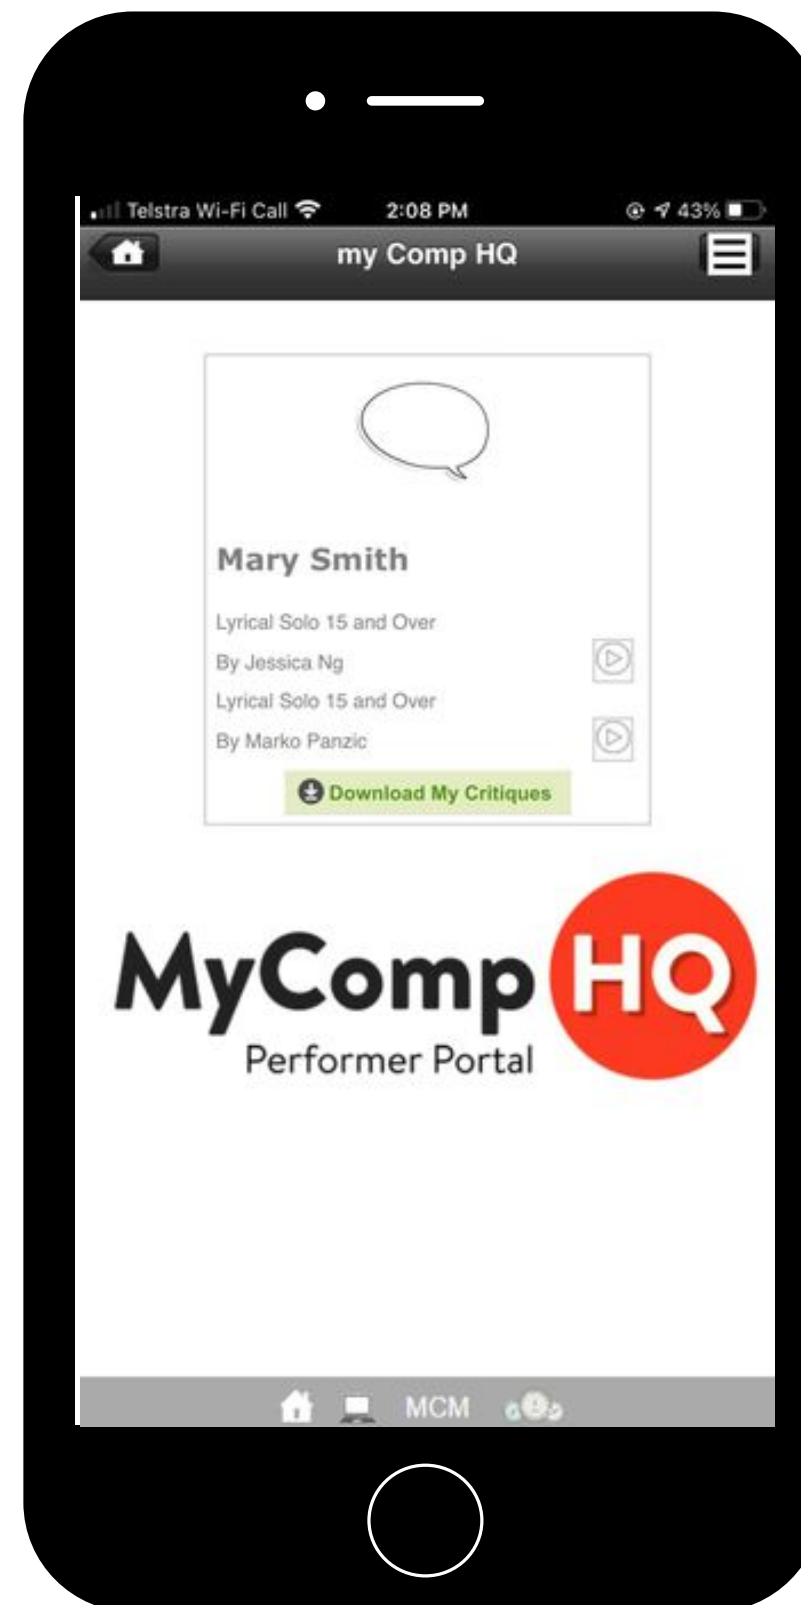 Telstra Wi-Fi Call 2:08 PM 43%
my Comp HQ
Mary Smith
Lyrical Solo 15 and Over
By Jessica Ng
Lyrical Solo 15 and Over
By Marko Panzic
Download My Critiques
MyComp HQ
Performer Portal
MCM